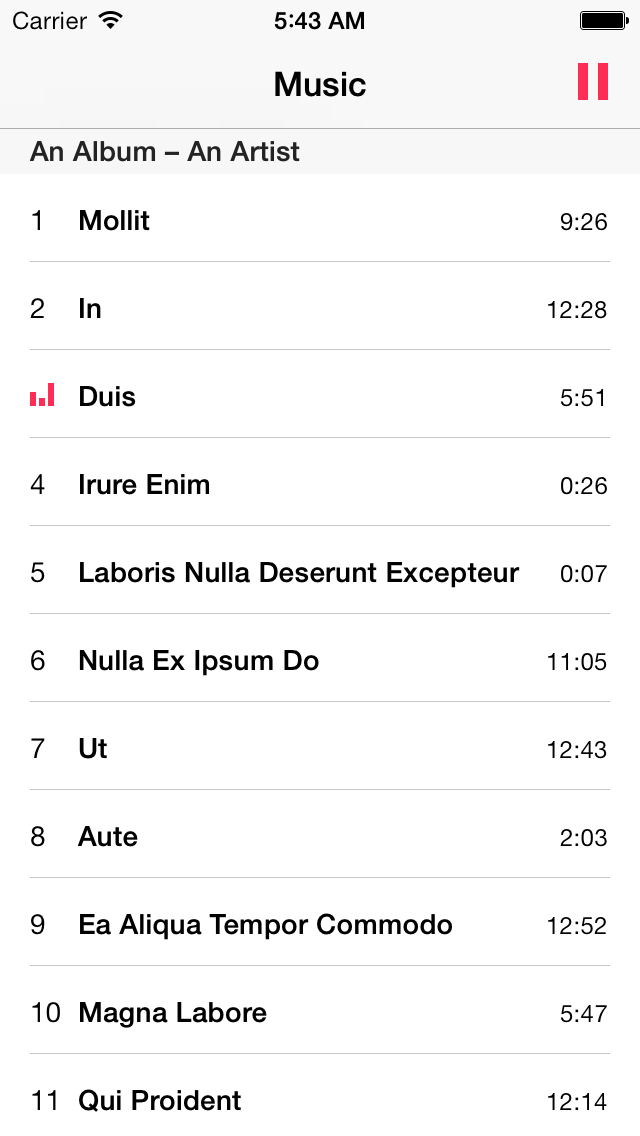 Carrier 5:43 AM
Music
An Album – An Artist
1 Mollit 9:26
2 In 12:28
Duis 5:51
4 Irure Enim 0:26
5 Laboris Nulla Deserunt Excepteur 0:07
6 Nulla Ex Ipsum Do 11:05
7 Ut 12:43
8 Aute 2:03
9 Ea Aliqua Tempor Commodo 12:52
10 Magna Labore 5:47
11 Qui Proident 12:14